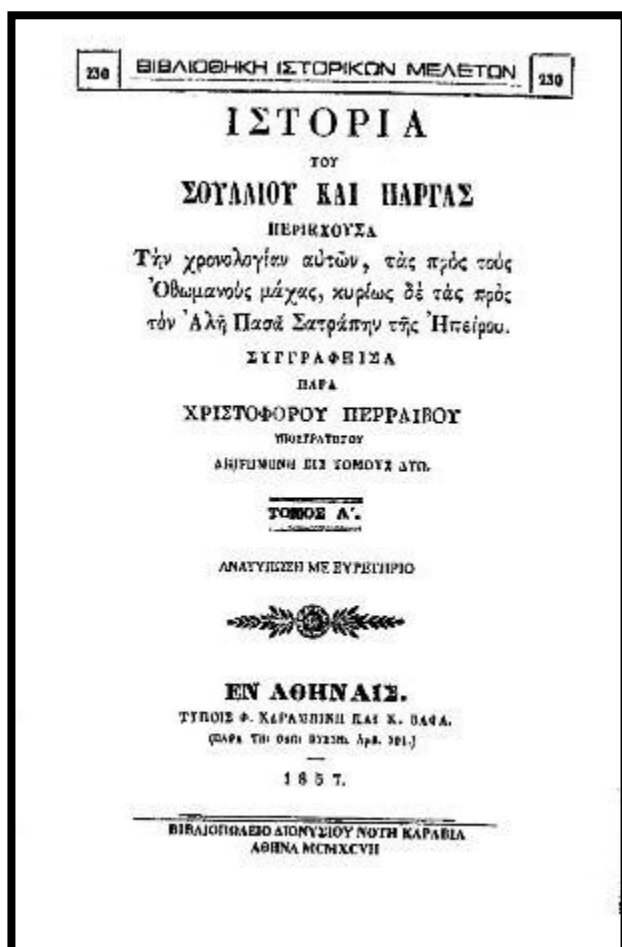 230 ΒΙΒΛΙΟΘΗΚΗ ΙΣΤΟΡΙΚΩΝ ΜΕΛΕΤΩΝ 230
ΙΣΤΟΡΙΑ
ΤΟΥ
ΣΟΥΛΛΙΟΥ ΚΑΙ ΠΑΡΓΑΣ
ΠΕΡΙΕΧΟΥΣΑ
Τὴν χρονολογίαν αὐτῶν, τὰς πρὸς τοὺς
Ὀθωμανοὺς μάχας, κυρίως δὲ τὰς πρὸς
τὸν Ἀλῆ Πασᾶ Σατράπην τῆς Ἠπείρου.
ΣΥΓΓΡΑΦΕΙΣΑ
ΠΑΡΑ
ΧΡΙΣΤΟΦΟΡΟΥ ΠΕΡΡΑΙΒΟΥ
ΥΠΟΣΤΡΑΤΗΓΟΥ
ΔΙΗΡΗΜΕΝΗ ΕΙΣ ΤΟΜΟΥΣ ΔΥΩ.
ΤΟΜΟΣ Α΄.
ΑΝΑΤΥΠΩΣΗ ΜΕ ΕΥΡΕΤΗΡΙΟ
ΕΝ ΑΘΗΝΑΙΣ.
ΤΥΠΟΙΣ Φ. ΚΑΡΑΜΠΙΝΗ ΚΑΙ Κ. ΒΑΦΑ.
1857.
ΒΙΒΛΙΟΠΩΛΕΙΟ ΔΙΟΝΥΣΙΟΥ ΝΟΤΗ ΚΑΡΑΒΙΑ
ΑΘΗΝΑ MCMXCVII